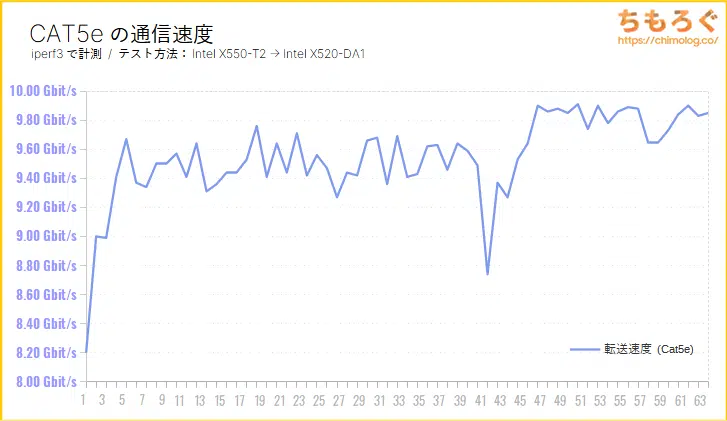 CAT5e の通信速度
ちもろぐ
iperf3 で計測 / テスト方法： Intel X550-T2 → Intel X520-DA1
https://chimolog.co/
10.00 Gbit/s
9.80 Gbit/s
9.60 Gbit/s
9.40 Gbit/s
9.20 Gbit/s
9.00 Gbit/s
8.80 Gbit/s
8.60 Gbit/s
8.40 Gbit/s
8.20 Gbit/s
8.00 Gbit/s
転送速度 (Cat5e)
1 3 5 7 9 11 13 15 17 19 21 23 25 27 29 31 33 35 37 39 41 43 45 47 49 51 53 55 57 59 61 63